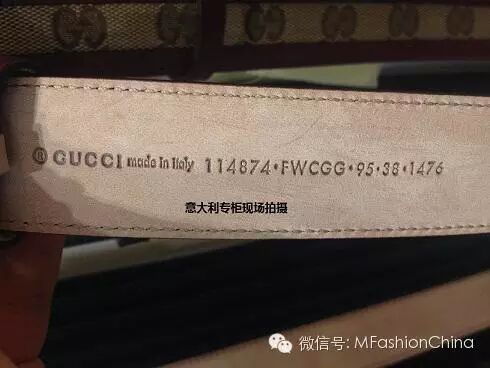 ® GUCCI made in Italy 114874·FWCGG·95·38·1476
意大利专柜现场拍摄
微信号: MFashionChina